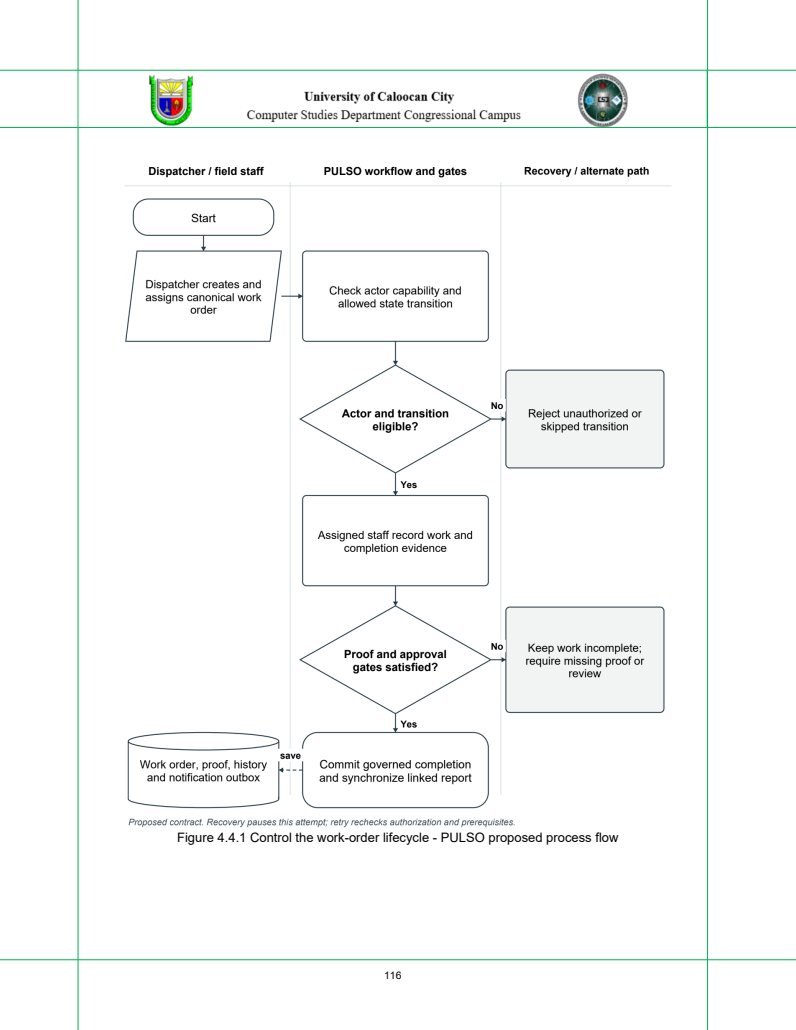 University of Caloocan City
Computer Studies Department Congressional Campus
Dispatcher / field staff
PULSO workflow and gates
Recovery / alternate path
Start
Dispatcher creates and
assigns canonical work
order
Check actor capability and
allowed state transition
Actor and transition
eligible?
No
Reject unauthorized or
skipped transition
Yes
Assigned staff record work and
completion evidence
Proof and approval
gates satisfied?
No
Keep work incomplete;
require missing proof or
review
Yes
Work order, proof, history
and notification outbox
save
Commit governed completion
and synchronize linked report
Proposed contract. Recovery pauses this attempt; retry rechecks authorization and prerequisites.
Figure 4.4.1 Control the work-order lifecycle - PULSO proposed process flow
116